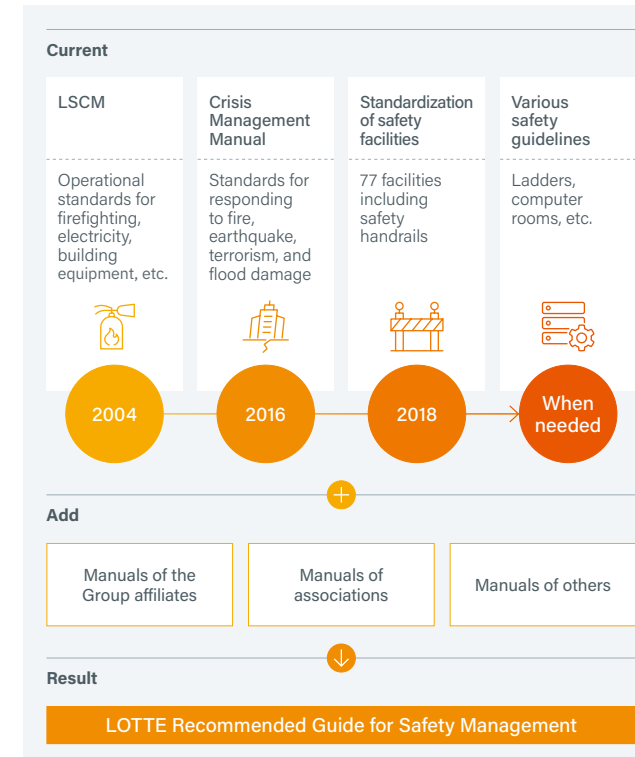 Current
LSCM
Operational
standards for
firefighting,
electricity,
building
equipment, etc.
2004
Crisis
Management
Manual
Standards for
responding
to fire,
earthquake,
terrorism, and
flood damage
2016
Standardization
of safety
facilities
77 facilities
including
safety
handrails
2018
Various
safety
guidelines
Ladders,
computer
rooms, etc.
When
needed
Add
Manuals of the
Group affiliates
Manuals of
associations
Manuals of others
Result
LOTTE Recommended Guide for Safety Management